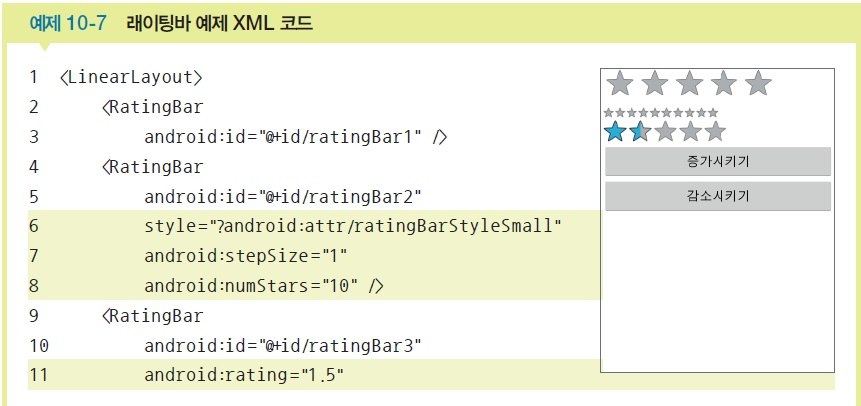 예제 10-7 래이팅바 예제 XML 코드
1 <LinearLayout>
2 <RatingBar
3 android:id="@+id/ratingBar1" />
4 <RatingBar
5 android:id="@+id/ratingBar2"
6 style="?android:attr/ratingBarStyleSmall"
7 android:stepSize="1"
8 android:numStars="10" />
9 <RatingBar
10 android:id="@+id/ratingBar3"
11 android:rating="1.5"
증가시키기
감소시키기